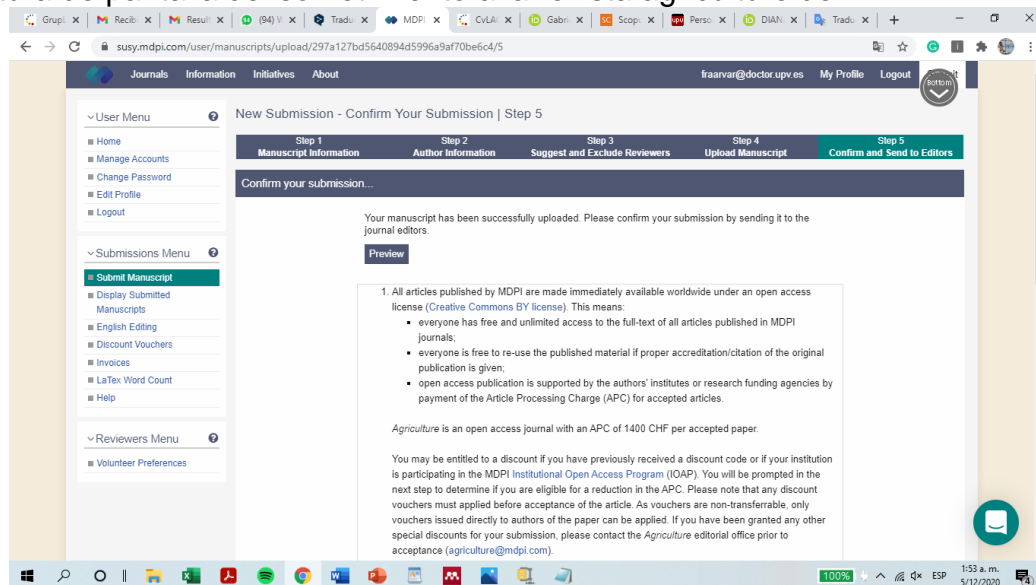 Grupl
Recib
Result
(94) V
Tradu
MDPI
CvLA
Gabri
Scopu
Perso
DIAN
Tradu
susy.mdpi.com/user/manuscripts/upload/297a127bd5640894d5996a9af70be6c4/5
Journals Information Initiatives About fraarvar@doctor.upv.es My Profile Logout
Bottom
User Menu
Home
Manage Accounts
Change Password
Edit Profile
Logout
Submissions Menu
Submit Manuscript
Display Submitted
Manuscripts
English Editing
Discount Vouchers
Invoices
LaTex Word Count
Help
Reviewers Menu
Volunteer Preferences
New Submission - Confirm Your Submission | Step 5
Step 1 Step 2 Step 3 Step 4 Step 5
Manuscript Information Author Information Suggest and Exclude Reviewers Upload Manuscript Confirm and Send to Editors
Confirm your submission...
Your manuscript has been successfully uploaded. Please confirm your submission by sending it to the
journal editors.
Preview
1. All articles published by MDPI are made immediately available worldwide under an open access
license (Creative Commons BY license). This means:
everyone has free and unlimited access to the full-text of all articles published in MDPI
journals;
everyone is free to re-use the published material if proper accreditation/citation of the original
publication is given;
open access publication is supported by the authors' institutes or research funding agencies by
payment of the Article Processing Charge (APC) for accepted articles.
Agriculture is an open access journal with an APC of 1400 CHF per accepted paper.
You may be entitled to a discount if you have previously received a discount code or if your institution
is participating in the MDPI Institutional Open Access Program (IOAP). You will be prompted in the
next step to determine if you are eligible for a reduction in the APC. Please note that any discount
vouchers must applied before acceptance of the article. As vouchers are non-transferrable, only
vouchers issued directly to authors of the paper can be applied. If you have been granted any other
special discounts for your submission, please contact the Agriculture editorial office prior to
acceptance (agriculture@mdpi.com).
100% ESP 1:53 a. m.
5/12/2020